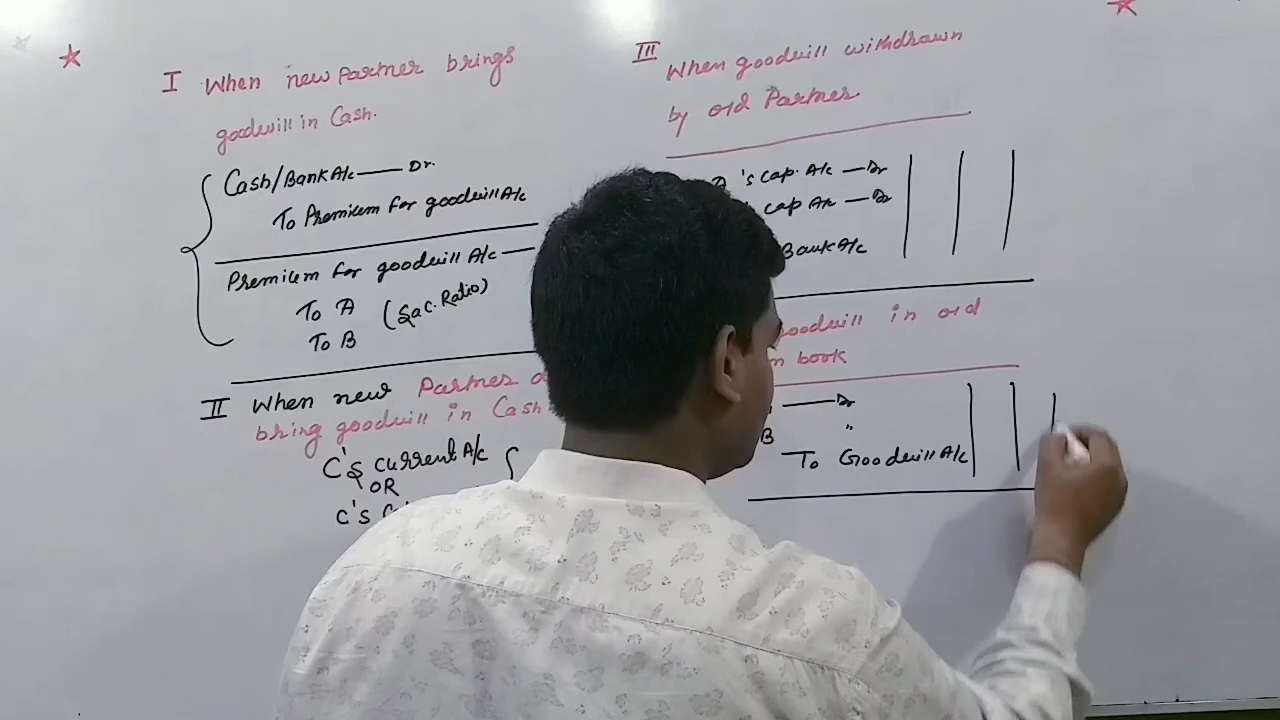 I When new Partner brings
goodwill in Cash.
Cash/Bank A/c —— Dr.
To Premium for goodwill A/c
Premium for goodwill A/c —
To A (Sac. Ratio)
To B
II When new Partner
bring goodwill in Cash
C's Current A/c
OR
C's
III When goodwill withdrawn
by old Partner
A's cap. A/c — Dr
cap A/c — Dr
Bank A/c
goodwill in old
book
—— Dr
B "
To Goodwill A/c